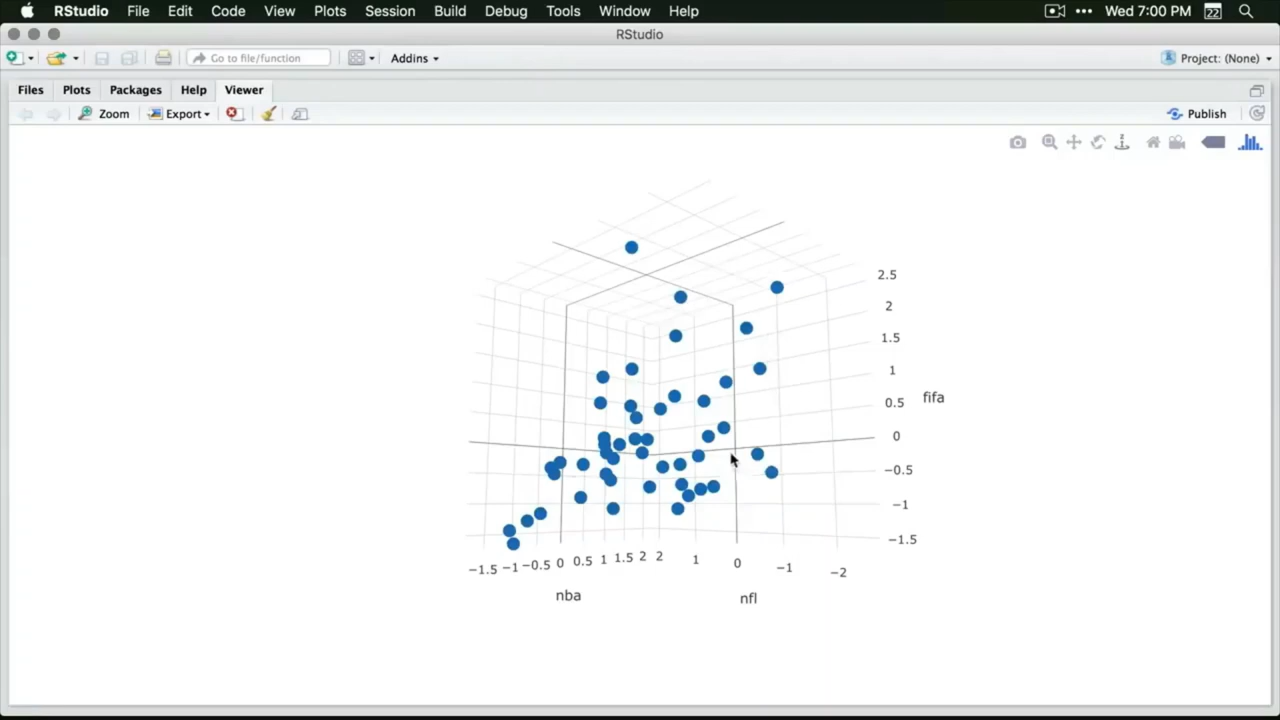 RStudio File Edit Code View Plots Session Build Debug Tools Window Help ••• Wed 7:00 PM 22
RStudio
Go to file/function Addins Project: (None)
Files Plots Packages Help Viewer
Zoom Export Publish
2.5
2
1.5
1
0.5
fifa
0
−0.5
−1
−1.5
−1.5 −1 −0.5 0 0.5 1 1.5 2 2 1 0 −1 −2
nba nfl